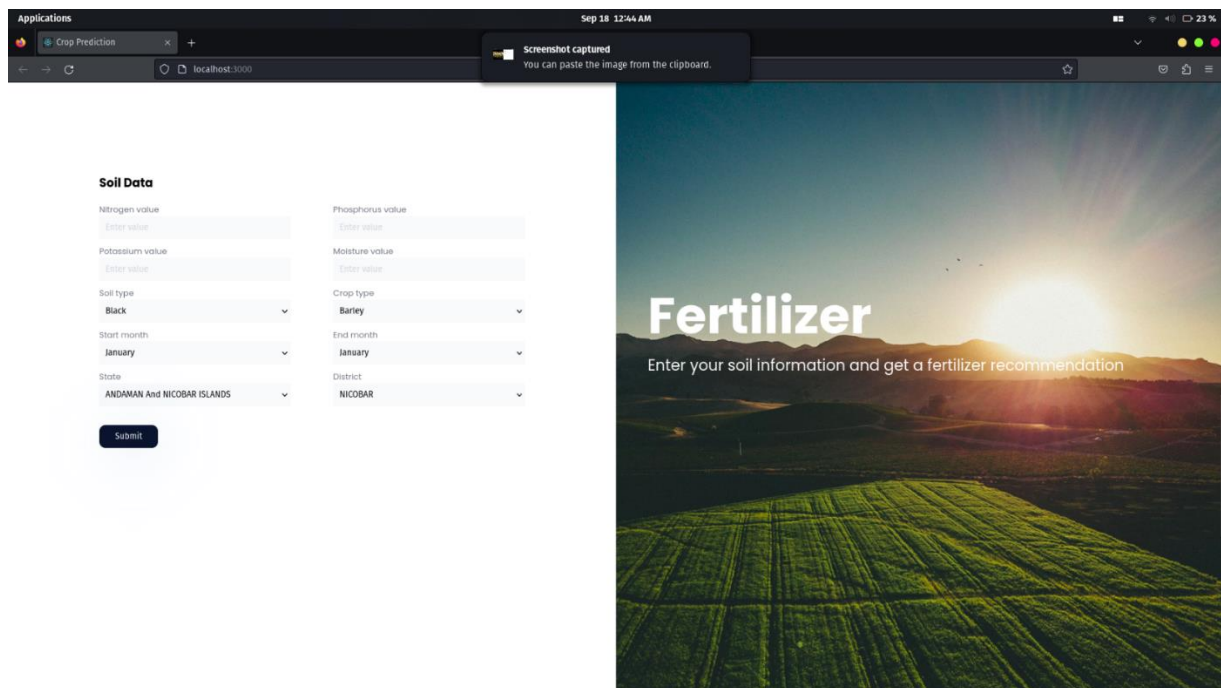 Applications
Sep 18 12:44 AM
23 %
Crop Prediction
Screenshot captured
You can paste the image from the clipboard.
localhost:3000
Soil Data
Nitrogen value
Phosphorus value
Enter value
Enter value
Potassium value
Moisture value
Enter value
Enter value
Soil type
Crop type
Black
Barley
Start month
End month
January
January
State
District
ANDAMAN And NICOBAR ISLANDS
NICOBAR
Submit
Fertilizer
Enter your soil information and get a fertilizer recommendation